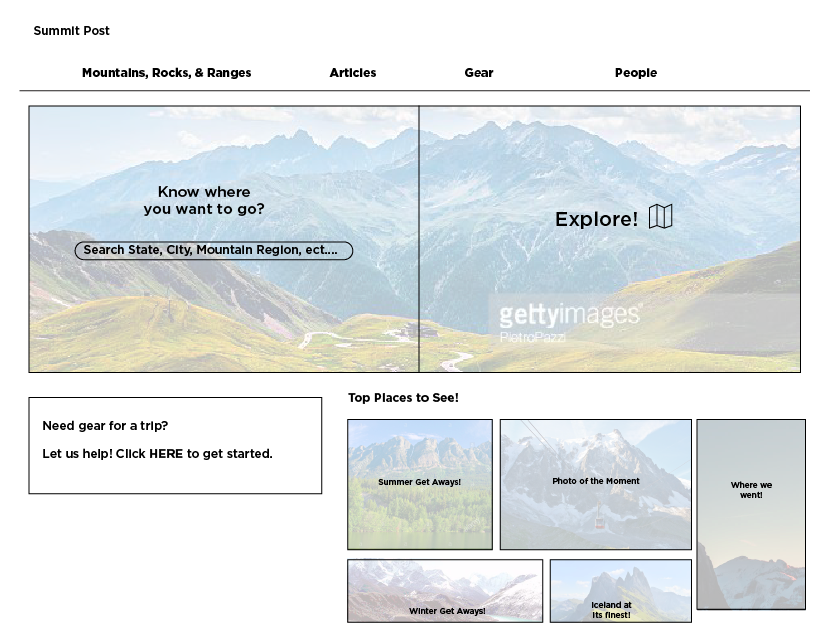 Summit Post
Mountains, Rocks, & Ranges
Articles
Gear
People
Know where
you want to go?
Search State, City, Mountain Region, ect....
Explore!
gettyimages
PietroPazzi
Need gear for a trip?
Let us help! Click HERE to get started.
Top Places to See!
Summer Get Aways!
Photo of the Moment
Where we
went!
Winter Get Aways!
Iceland at
its finest!